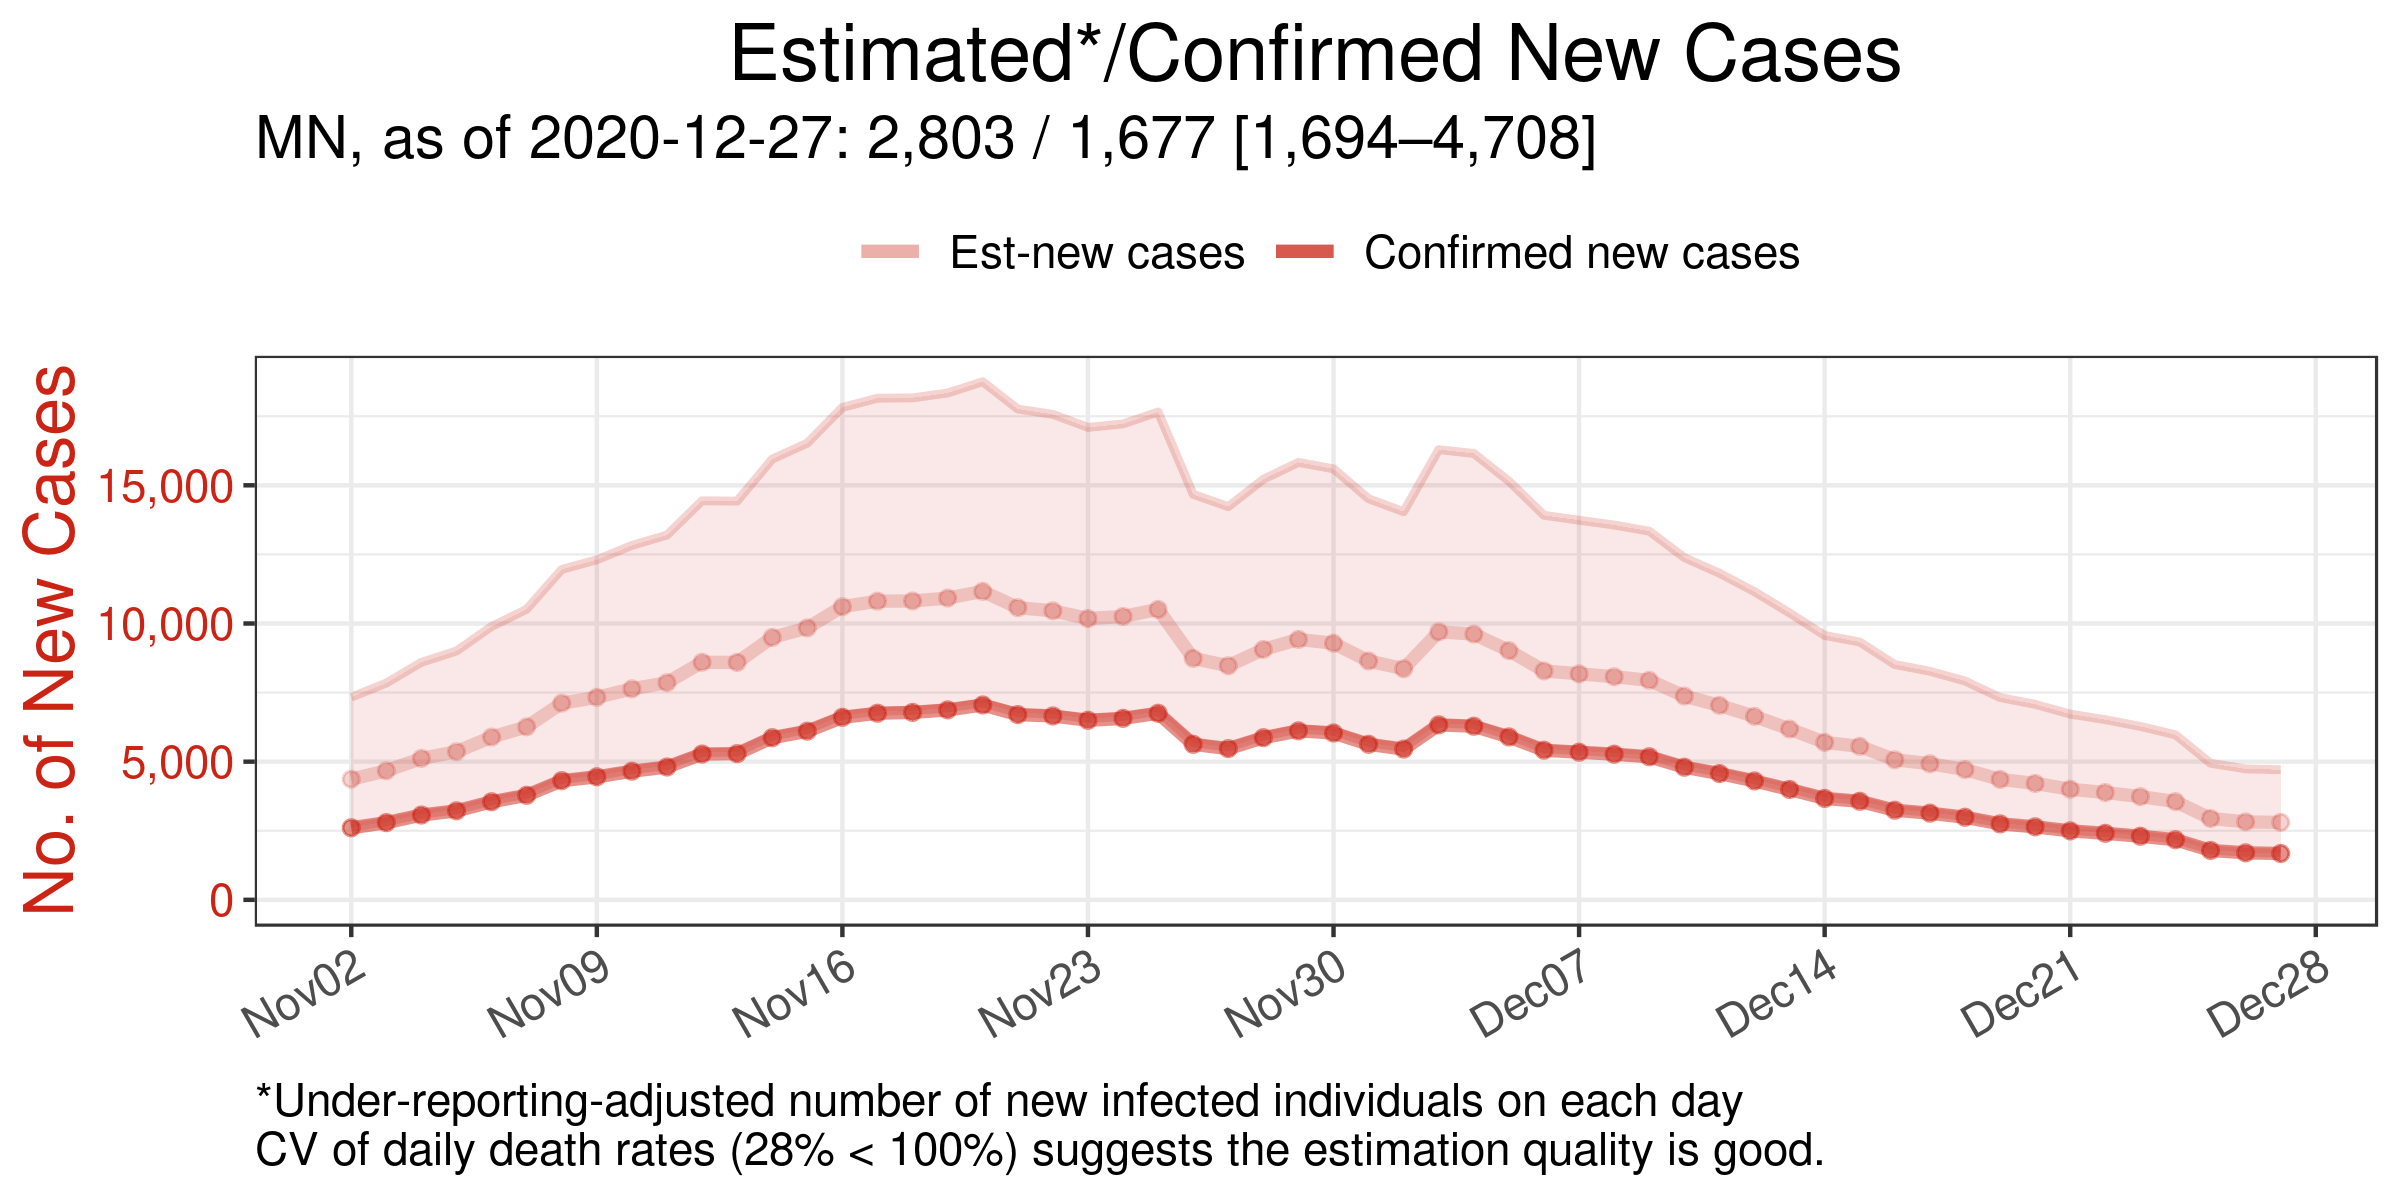 Estimated*/Confirmed New Cases
MN, as of 2020-12-27: 2,803 / 1,677 [1,694–4,708]
Est-new cases
Confirmed new cases
No. of New Cases
15,000
10,000
5,000
0
Nov02
Nov09
Nov16
Nov23
Nov30
Dec07
Dec14
Dec21
Dec28
*Under-reporting-adjusted number of new infected individuals on each day
CV of daily death rates (28% < 100%) suggests the estimation quality is good.